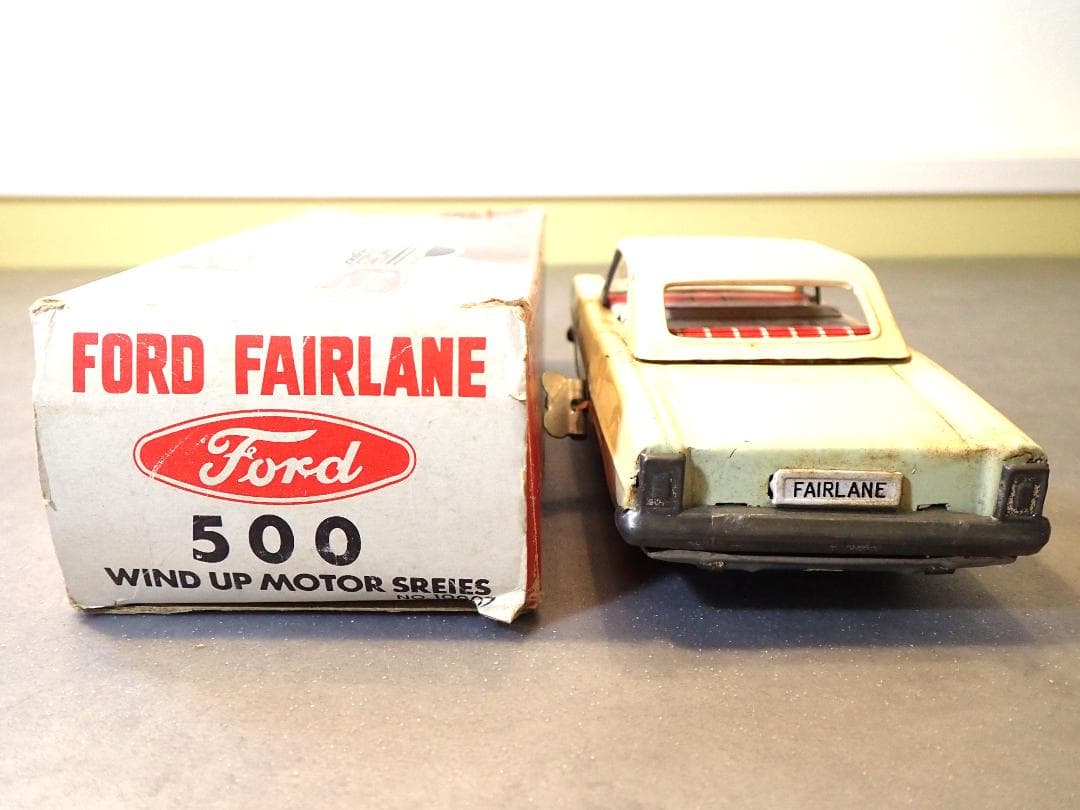 FORD FAIRLANE
Ford
500
WIND UP MOTOR SREIES
FAIRLANE